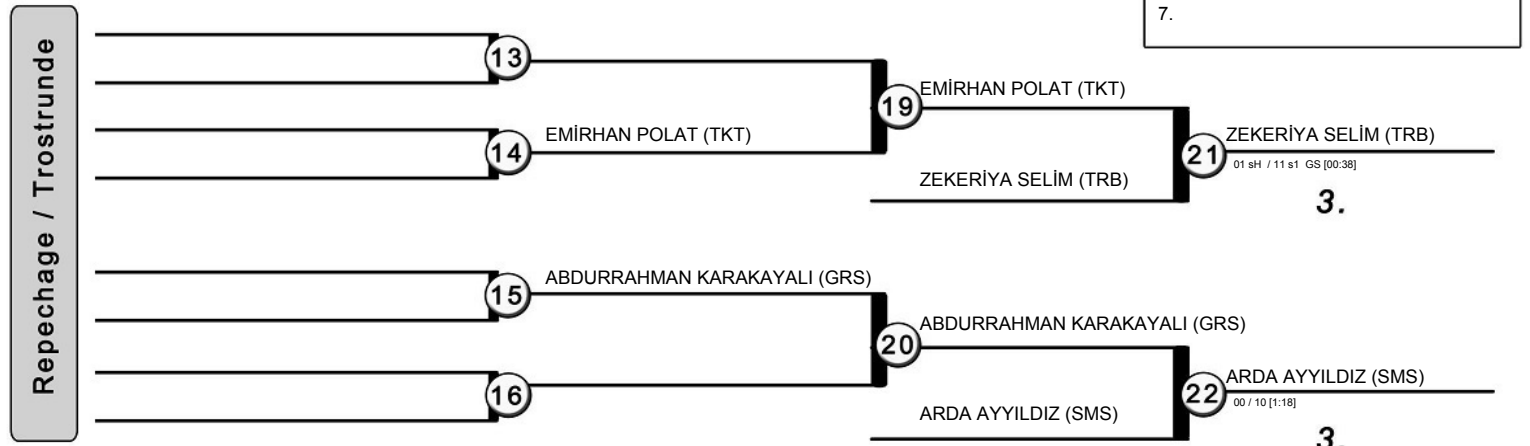 Repechage / Trostrunde
7.
13
EMİRHAN POLAT (TKT)
19
EMİRHAN POLAT (TKT)
14
ZEKERİYA SELİM (TRB)
21
01 sH / 11 s1 GS [00:38]
ZEKERİYA SELİM (TRB)
3.
ABDURRAHMAN KARAKAYALI (GRS)
15
ABDURRAHMAN KARAKAYALI (GRS)
20
ARDA AYYILDIZ (SMS)
16
22
00 / 10 [1:18]
ARDA AYYILDIZ (SMS)
3.